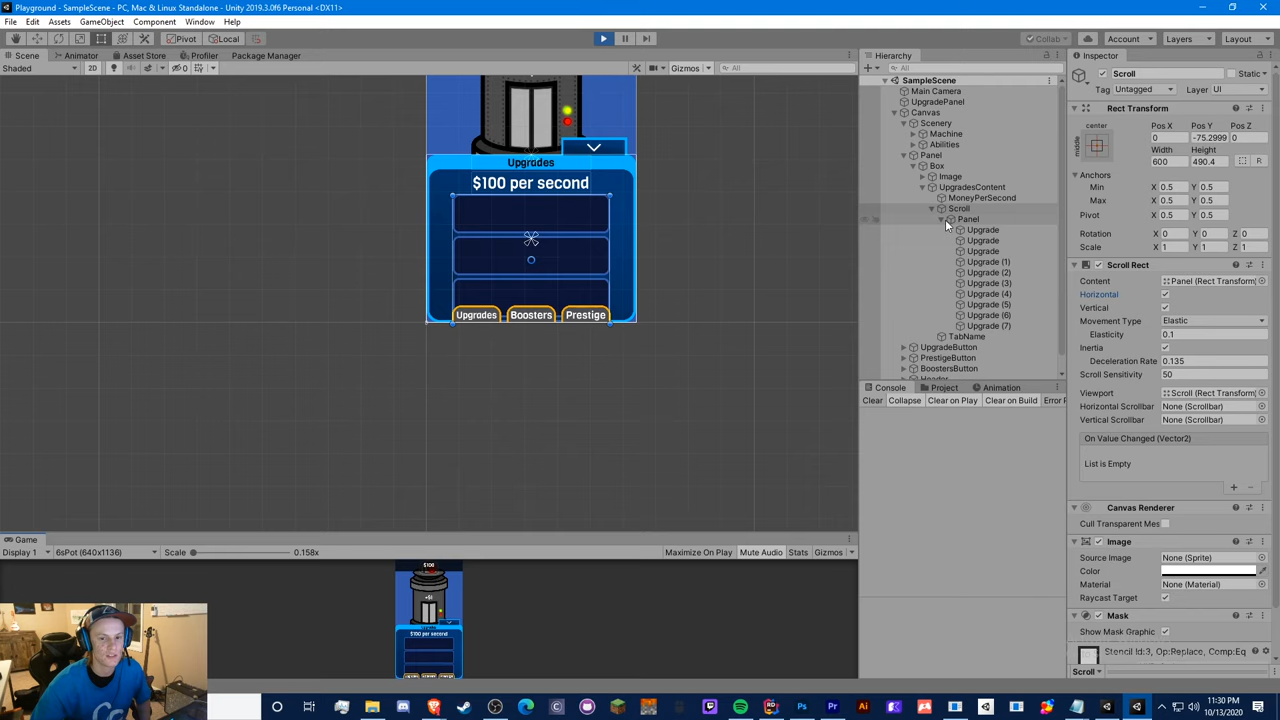 Playground - SampleScene - PC, Mac & Linux Standalone - Unity 2019.3.0f6 Personal <DX11>
File Edit Assets GameObject Component Window Help
Pivot Local Collab Account Layers Layout
Scene Animator Asset Store Profiler Package Manager
Shaded 2D 0 Gizmos All
Upgrades
$100 per second
Upgrades Boosters Prestige
Game
Display 1 6sPot (640x1136) Scale 0.158x Maximize On Play Mute Audio Stats Gizmos
$100
+$1
$100 per second
Hierarchy
All
SampleScene
Main Camera
UpgradePanel
Canvas
Scenery
Machine
Abilities
Panel
Box
Image
UpgradesContent
MoneyPerSecond
Scroll
Panel
Upgrade
Upgrade
Upgrade
Upgrade (1)
Upgrade (2)
Upgrade (3)
Upgrade (4)
Upgrade (5)
Upgrade (6)
Upgrade (7)
TabName
UpgradeButton
PrestigeButton
BoostersButton
Header
Console Project Animation
Clear Collapse Clear on Play Clear on Build Error P
Inspector
Scroll Static
Tag Untagged Layer UI
Rect Transform
center Pos X Pos Y Pos Z
middle 0 -75.2999 0
Width Height
600 490.4 R
Anchors
Min X 0.5 Y 0.5
Max X 0.5 Y 0.5
Pivot X 0.5 Y 0.5
Rotation X 0 Y 0 Z 0
Scale X 1 Y 1 Z 1
Scroll Rect
Content Panel (Rect Transform)
Horizontal
Vertical
Movement Type Elastic
Elasticity 0.1
Inertia
Deceleration Rate 0.135
Scroll Sensitivity 50
Viewport Scroll (Rect Transform)
Horizontal Scrollbar None (Scrollbar)
Vertical Scrollbar None (Scrollbar)
On Value Changed (Vector2)
List is Empty
Canvas Renderer
Cull Transparent Mes
Image
Source Image None (Sprite)
Color
Material None (Material)
Raycast Target
Mask
Show Mask Graphic
Stencil Id:3, Op:Replace, Comp:Eq
Scroll
11:30 PM
10/13/2020